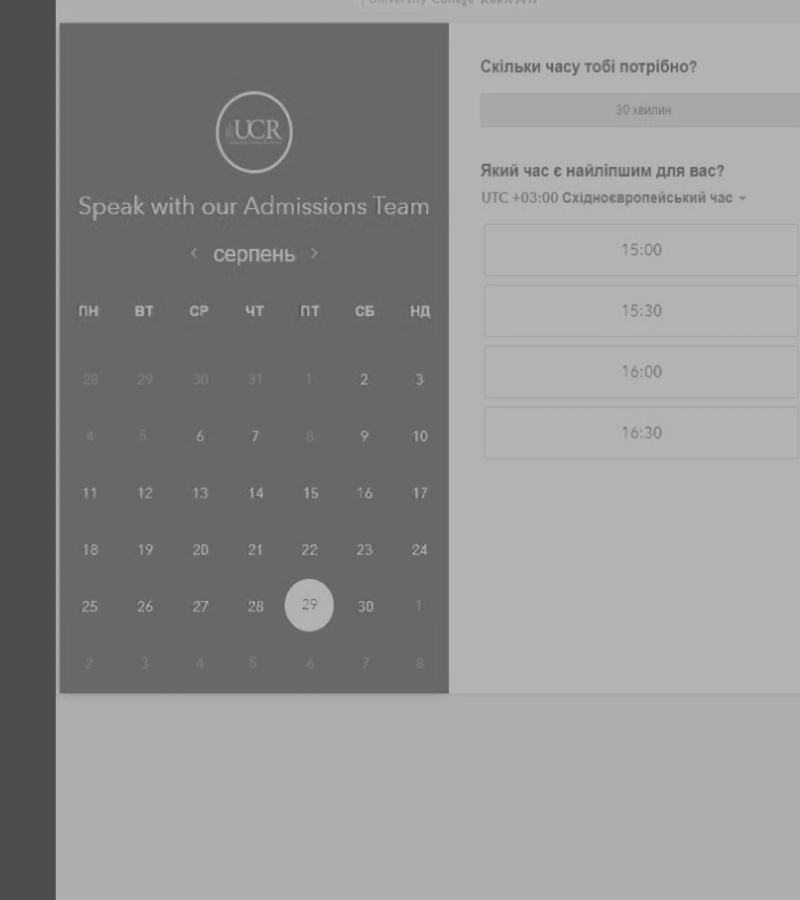 University College
UCR
Speak with our Admissions Team
< серпень >
ПН ВТ СР ЧТ ПТ СБ НД
28 29 30 31 1 2 3
4 5 6 7 8 9 10
11 12 13 14 15 16 17
18 19 20 21 22 23 24
25 26 27 28 29 30 1
2 3 4 5 6 7 8
Скільки часу тобі потрібно?
30 хвилин
Який час є найліпшим для вас?
UTC +03:00 Східноєвропейський час
15:00
15:30
16:00
16:30